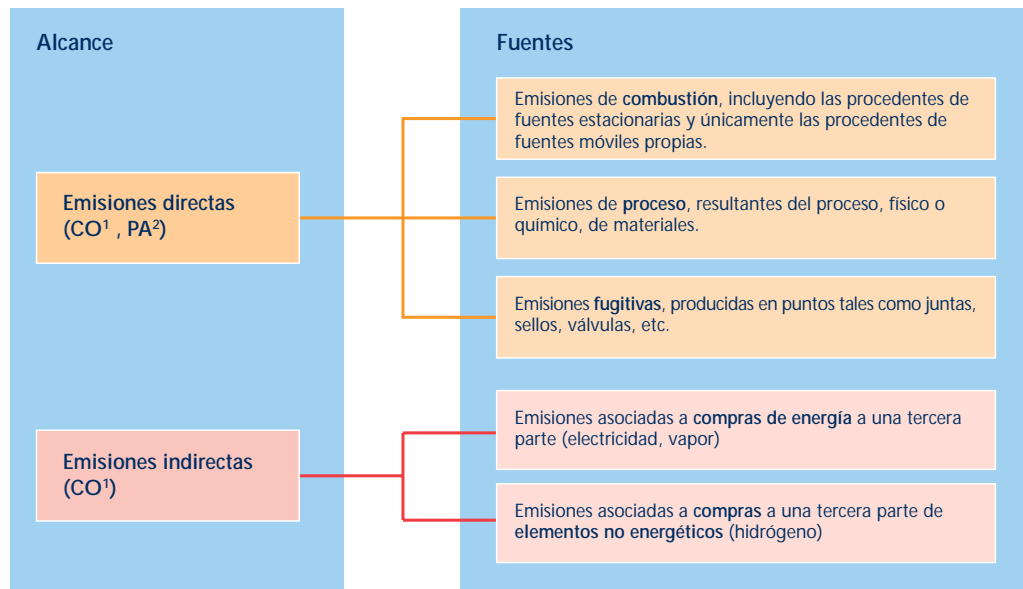 Alcance
Fuentes
Emisiones directas
(CO¹ , PA²)
Emisiones de combustión, incluyendo las procedentes de
fuentes estacionarias y únicamente las procedentes de
fuentes móviles propias.
Emisiones de proceso, resultantes del proceso, físico o
químico, de materiales.
Emisiones fugitivas, producidas en puntos tales como juntas,
sellos, válvulas, etc.
Emisiones indirectas
(CO¹)
Emisiones asociadas a compras de energía a una tercera
parte (electricidad, vapor)
Emisiones asociadas a compras a una tercera parte de
elementos no energéticos (hidrógeno)